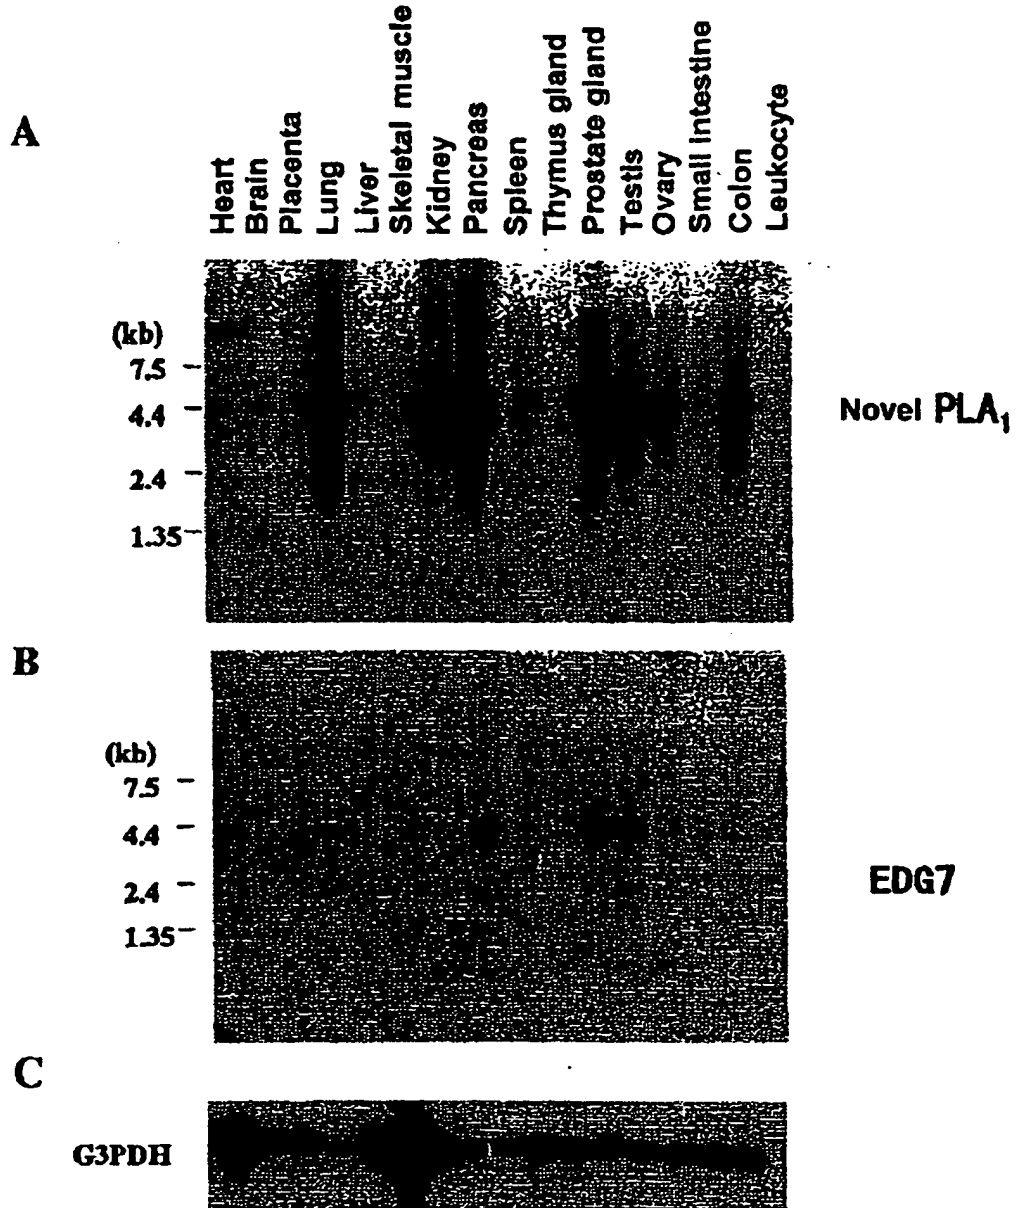 A
Heart
Brain
Placenta
Lung
Liver
Skeletal muscle
Kidney
Pancreas
Spleen
Thymus gland
Prostate gland
Testis
Ovary
Small intestine
Colon
Leukocyte
(kb)
7.5
4.4
2.4
1.35
Novel PLA₁
B
(kb)
7.5
4.4
2.4
1.35
EDG7
C
G3PDH